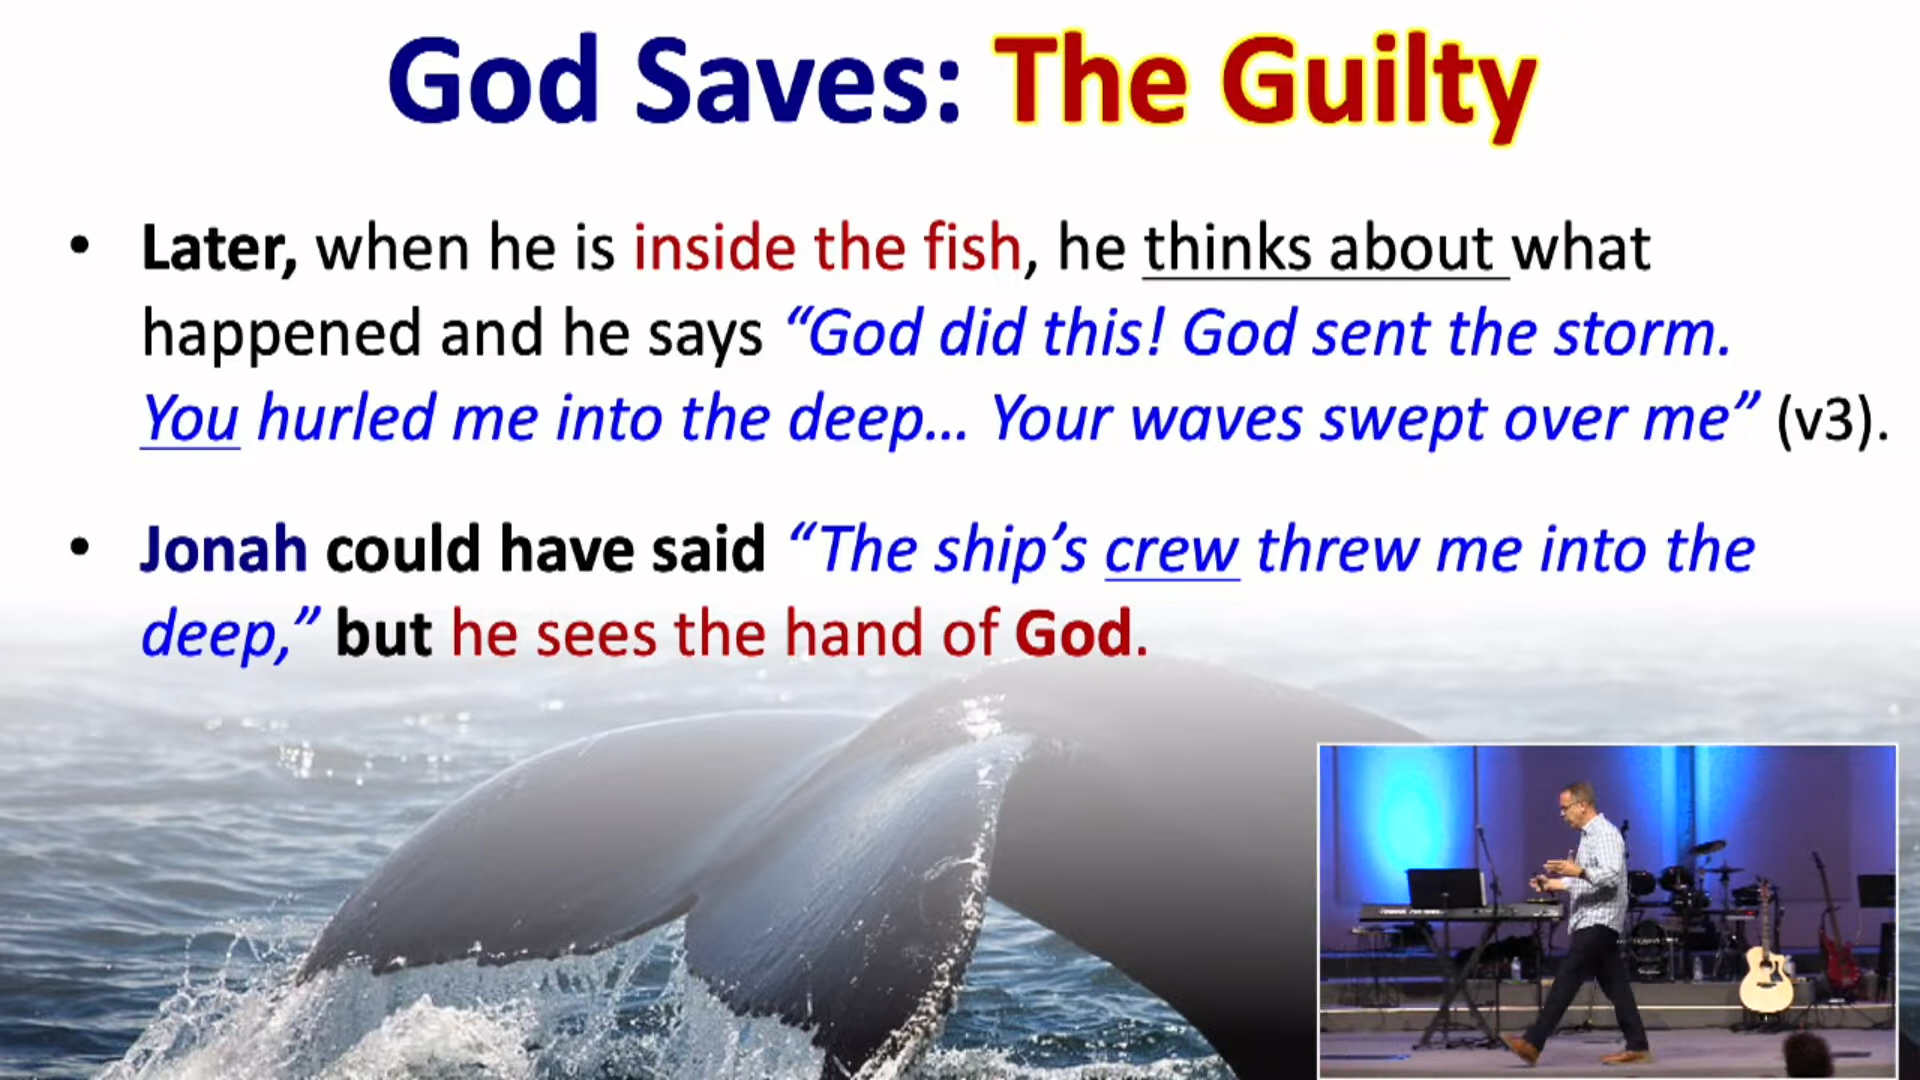 God Saves: The Guilty
• Later, when he is inside the fish, he thinks about what
happened and he says “God did this! God sent the storm.
You hurled me into the deep... Your waves swept over me” (v3).
• Jonah could have said “The ship’s crew threw me into the
deep,” but he sees the hand of God.